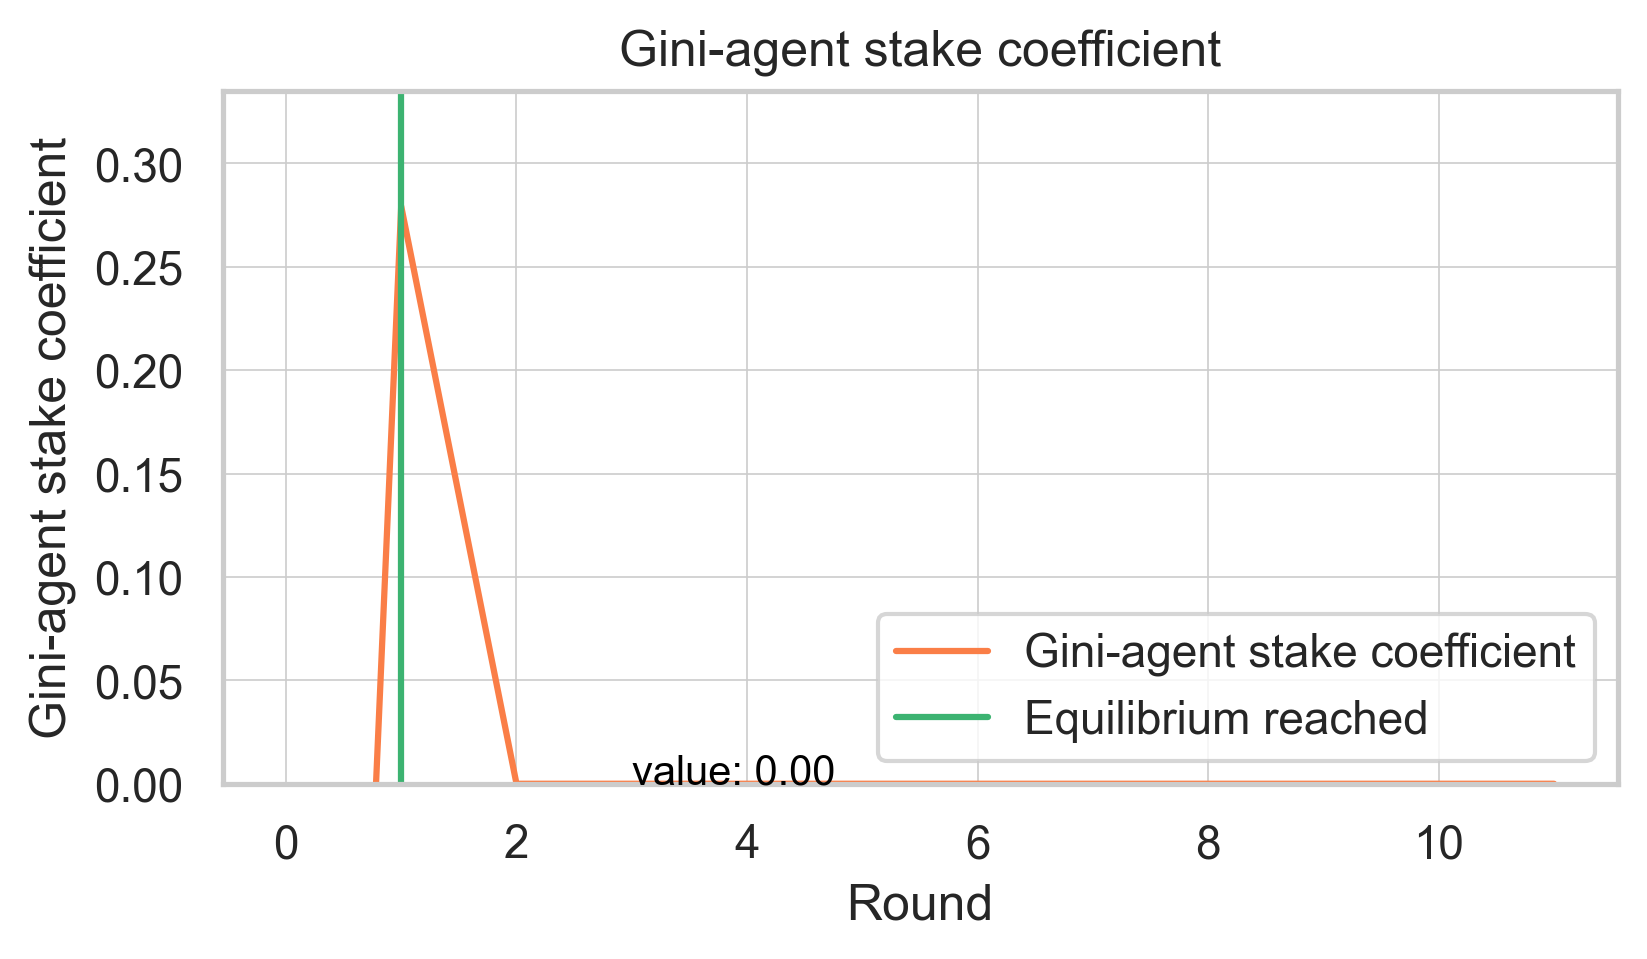 Gini-agent stake coefficient
Gini-agent stake coefficient
0.30
0.25
0.20
0.15
0.10
0.05
0.00
value: 0.00
Gini-agent stake coefficient
Equilibrium reached
0 2 4 6 8 10
Round